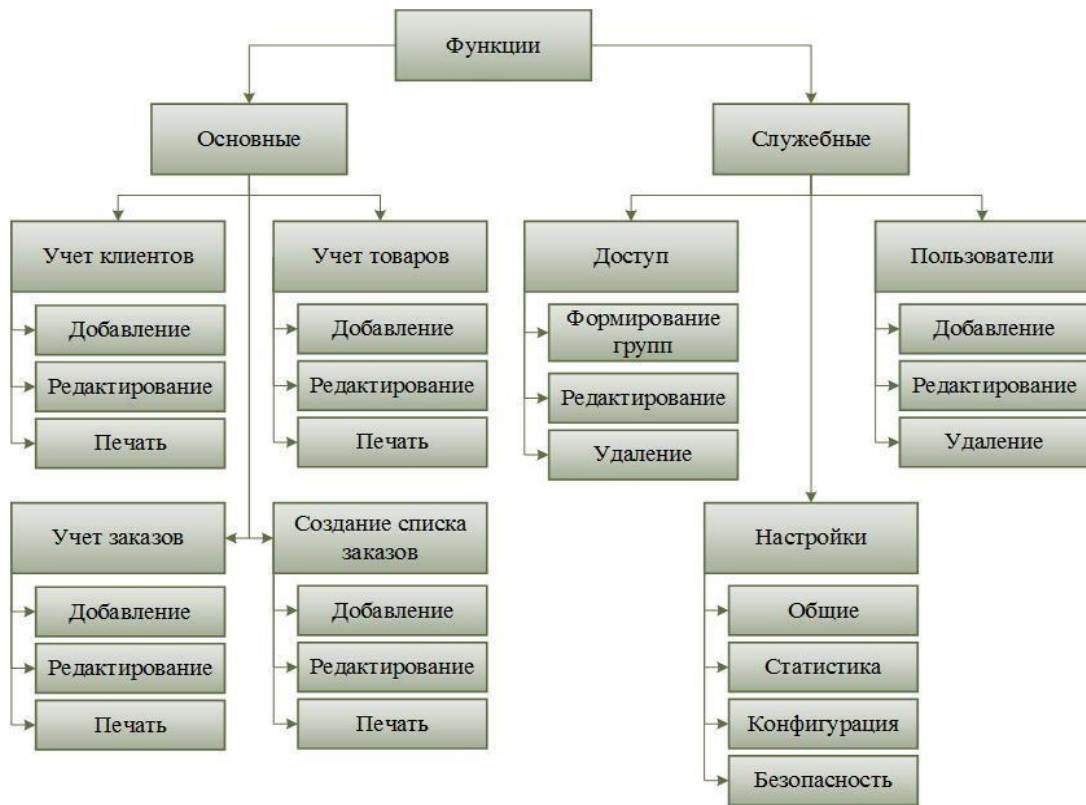 Функции
Основные
Служебные
Учет клиентов
Добавление
Редактирование
Печать
Учет товаров
Добавление
Редактирование
Печать
Доступ
Формирование
групп
Редактирование
Удаление
Пользователи
Добавление
Редактирование
Удаление
Учет заказов
Добавление
Редактирование
Печать
Создание списка
заказов
Добавление
Редактирование
Печать
Настройки
Общие
Статистика
Конфигурация
Безопасность